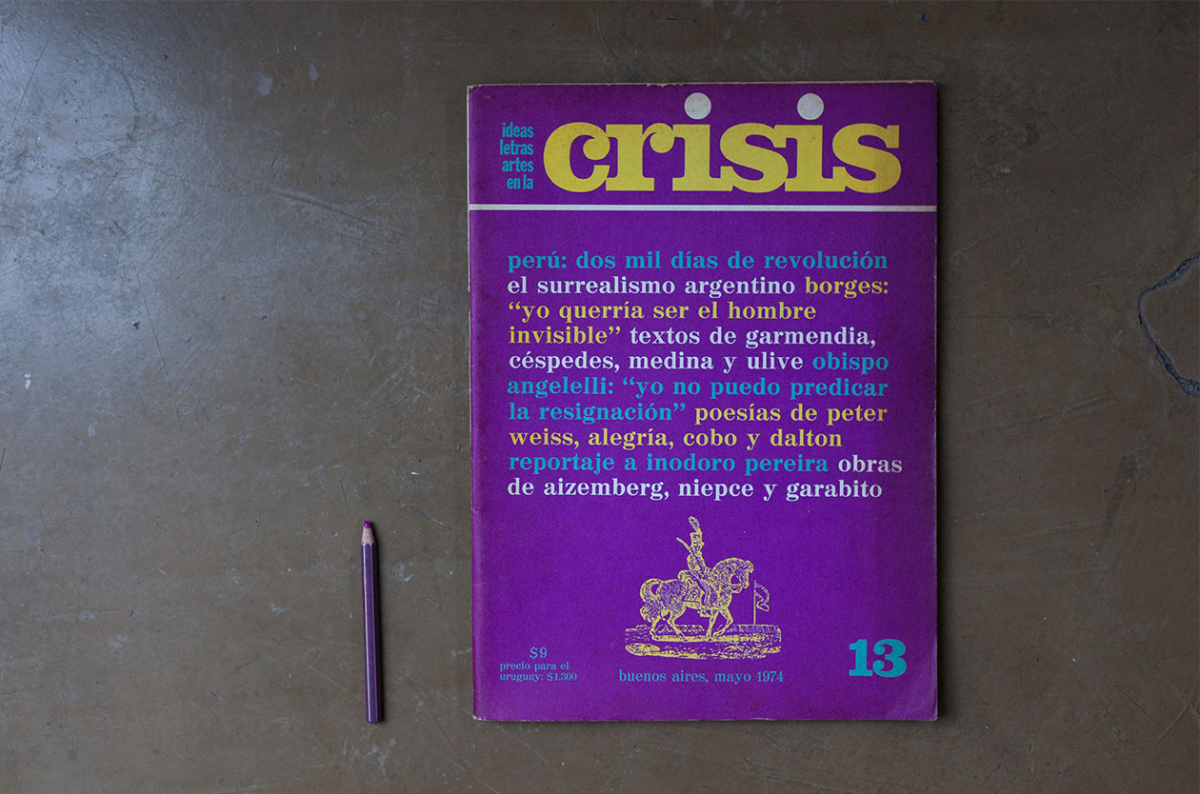 ideas
letras
artes
en la
crisis
perú: dos mil días de revolución
el surrealismo argentino borges:
“yo querría ser el hombre
invisible” textos de garmendia,
céspedes, medina y ulive obispo
angelelli: “yo no puedo predicar
la resignación” poesías de peter
weiss, alegría, cobo y dalton
reportaje a inodoro pereira obras
de aizemberg, niepce y garabito
$9
precio para el
uruguay: $1.300
buenos aires, mayo 1974
13